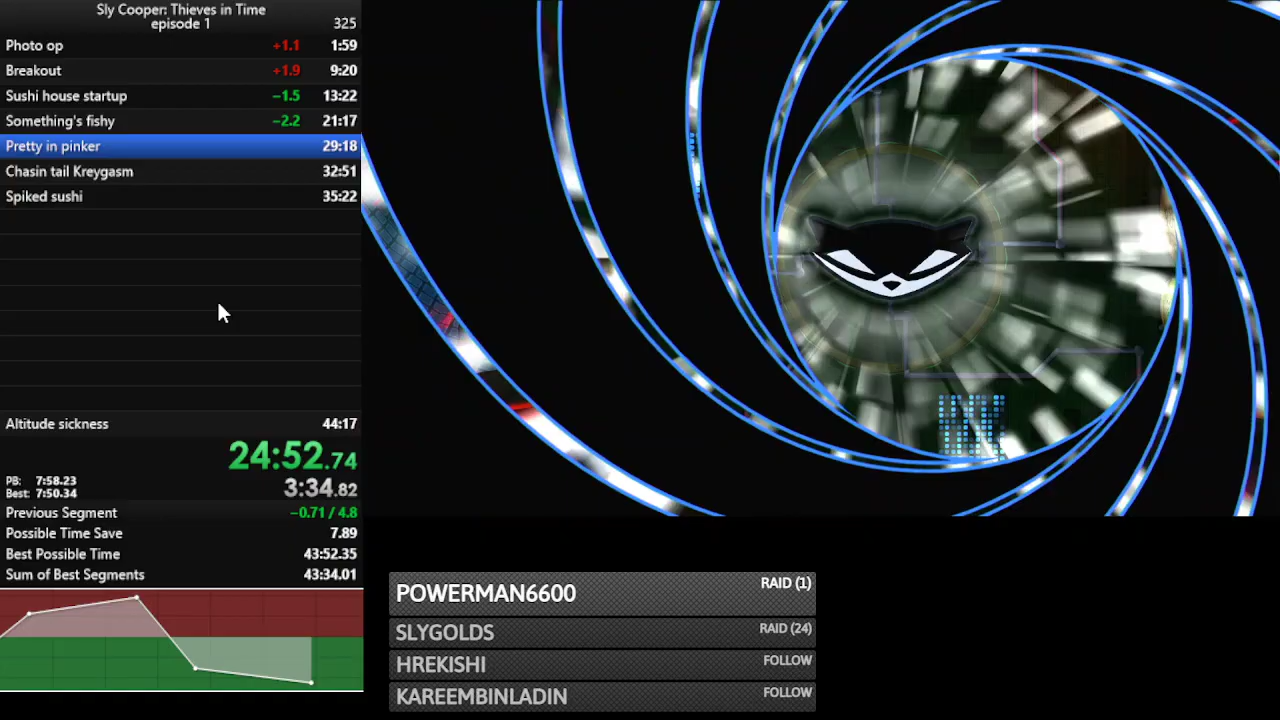 Sly Cooper: Thieves in Time
episode 1 325
Photo op +1.1 1:59
Breakout +1.9 9:20
Sushi house startup −1.5 13:22
Something's fishy −2.2 21:17
Pretty in pinker 29:18
Chasin tail Kreygasm 32:51
Spiked sushi 35:22
Altitude sickness 44:17
24:52.74
PB: 7:58.23
Best: 7:50.34
3:34.82
Previous Segment −0.71 / 4.8
Possible Time Save 7.89
Best Possible Time 43:52.35
Sum of Best Segments 43:34.01
POWERMAN6600 RAID (1)
SLYGOLDS RAID (24)
HREKISHI FOLLOW
KAREEMBINLADIN FOLLOW